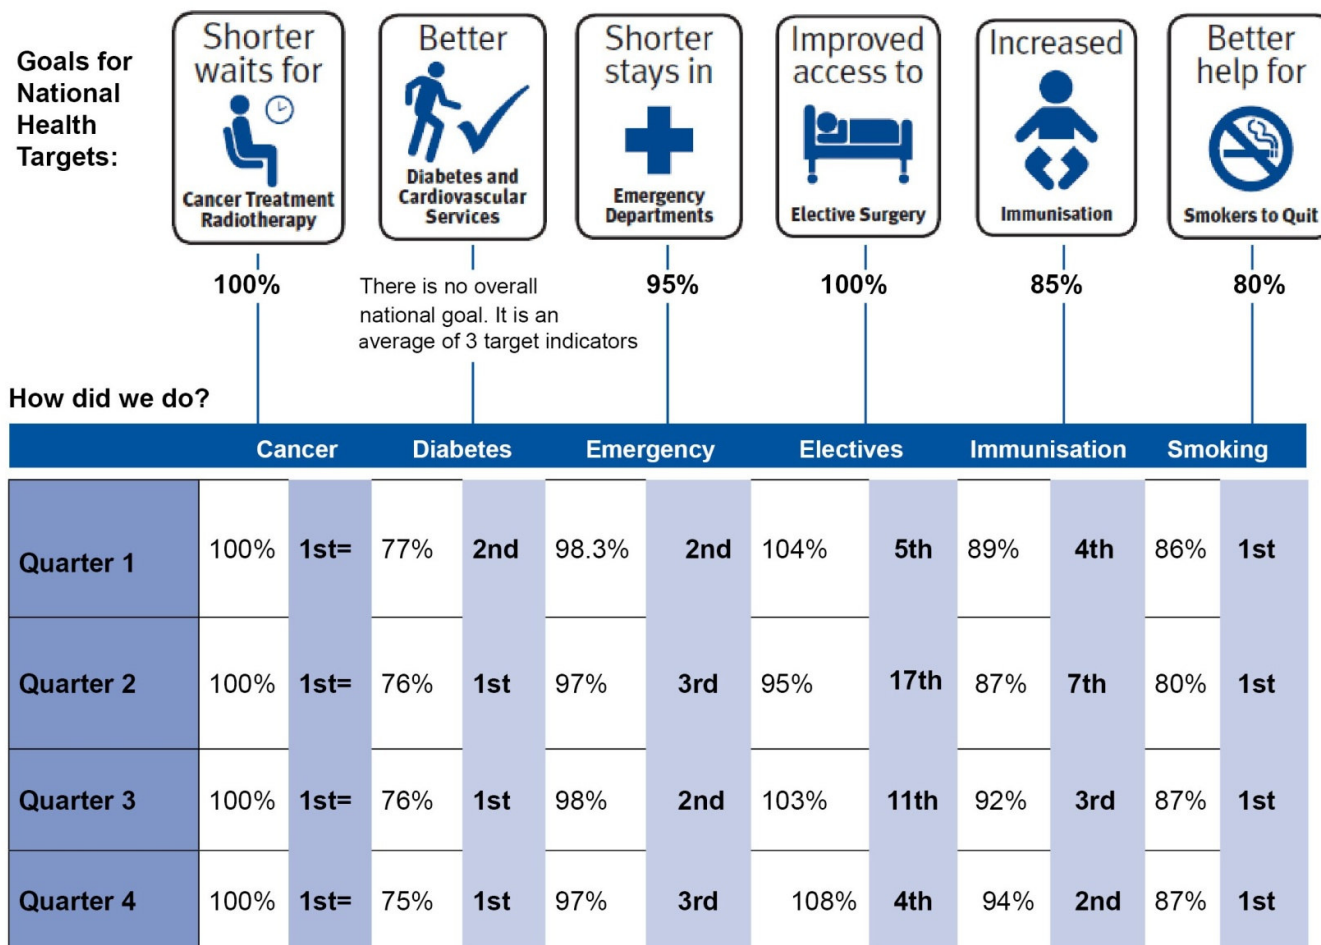 Goals for
National
Health
Targets:
Shorter
waits for
Cancer Treatment
Radiotherapy
Better
Diabetes and
Cardiovascular
Services
Shorter
stays in
Emergency
Departments
Improved
access to
Elective Surgery
Increased
Immunisation
Better
help for
Smokers to Quit
100%
There is no overall
national goal. It is an
average of 3 target indicators
95%
100%
85%
80%
How did we do?
Cancer Diabetes Emergency Electives Immunisation Smoking
Quarter 1 100% 1st= 77% 2nd 98.3% 2nd 104% 5th 89% 4th 86% 1st
Quarter 2 100% 1st= 76% 1st 97% 3rd 95% 17th 87% 7th 80% 1st
Quarter 3 100% 1st= 76% 1st 98% 2nd 103% 11th 92% 3rd 87% 1st
Quarter 4 100% 1st= 75% 1st 97% 3rd 108% 4th 94% 2nd 87% 1st